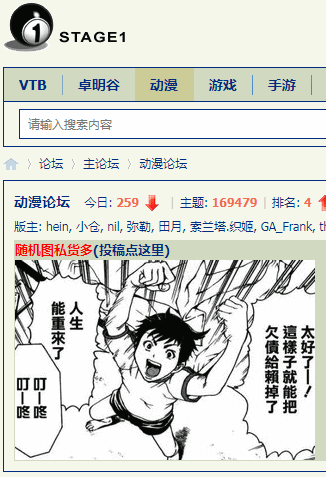 1 STAGE1
VTB 卓明谷 动漫 游戏 手游
请输入搜索内容
论坛 〉 主论坛 〉 动漫论坛
动漫论坛 今日: 259 | 主题: 169479 | 排名: 4
版主: hein, 小仓, nil, 弥勒, 田月, 索兰塔.织姬, GA_Frank, th
随机图私货多(投稿点这里)
太好了—!
這樣子就能把
欠債給賴掉了
人生
能重來了
叮—咚
叮—咚